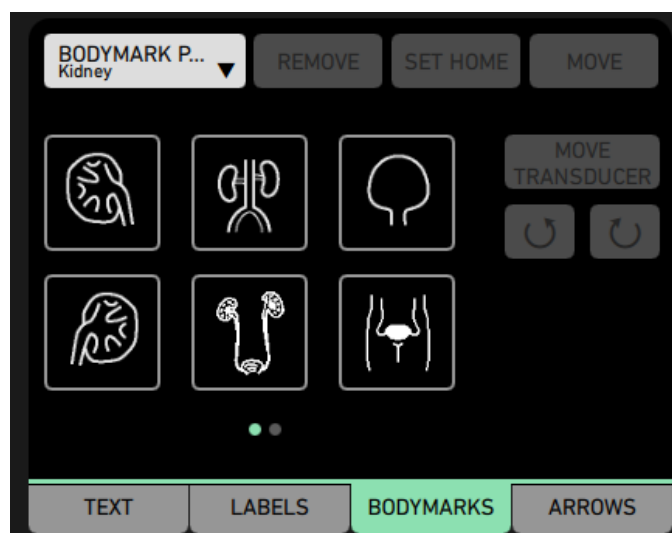 BODYMARK P...
Kidney
REMOVE
SET HOME
MOVE
MOVE
TRANSDUCER
TEXT
LABELS
BODYMARKS
ARROWS